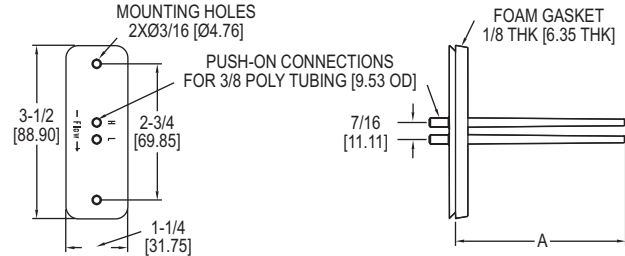 MOUNTING HOLES
2XØ3/16 [Ø4.76]
FOAM GASKET
1/8 THK [6.35 THK]
PUSH-ON CONNECTIONS
FOR 3/8 POLY TUBING [9.53 OD]
3-1/2
[88.90]
Flow
H
L
2-3/4
[69.85]
7/16
[11.11]
1-1/4
[31.75]
A